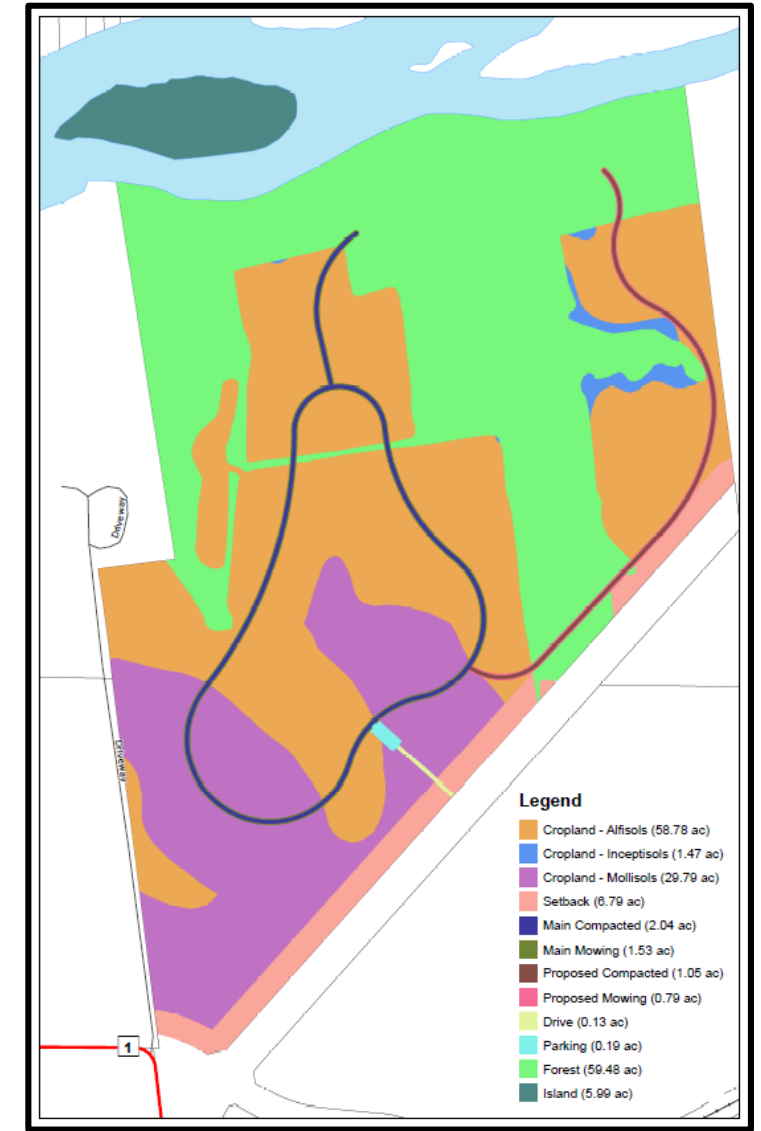 Driveway
Driveway
1
Legend
Cropland - Alfisols (58.78 ac)
Cropland - Inceptisols (1.47 ac)
Cropland - Mollisols (29.79 ac)
Setback (6.79 ac)
Main Compacted (2.04 ac)
Main Mowing (1.53 ac)
Proposed Compacted (1.05 ac)
Proposed Mowing (0.79 ac)
Drive (0.13 ac)
Parking (0.19 ac)
Forest (59.48 ac)
Island (5.99 ac)